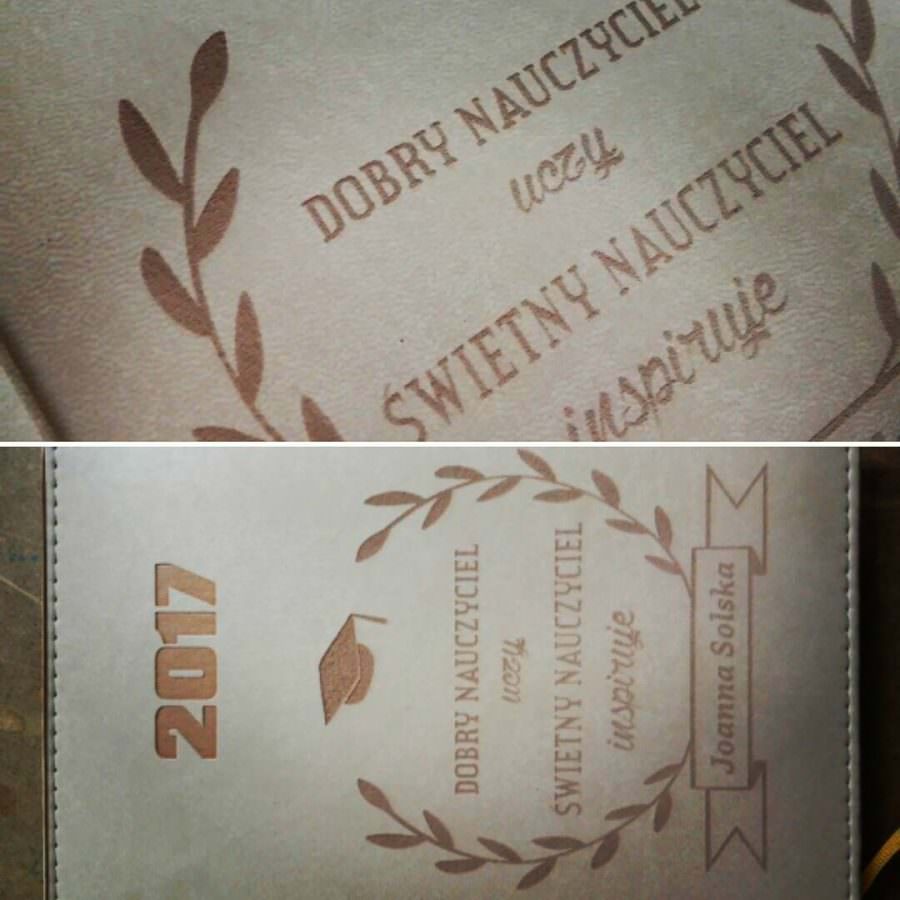 DOBRY NAUCZYCIEL
uczy
ŚWIETNY NAUCZYCIEL
inspiruje
2017
DOBRY NAUCZYCIEL
uczy
ŚWIETNY NAUCZYCIEL
inspiruje
Joanna Solska